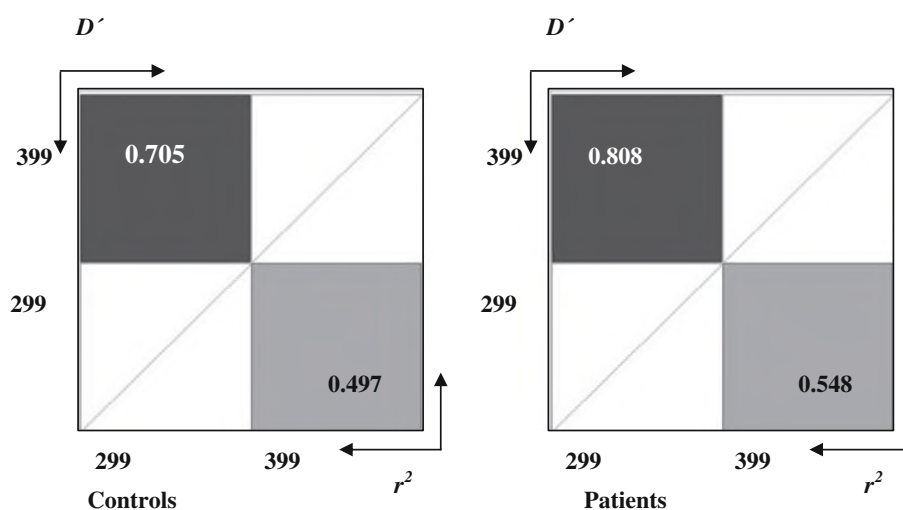 D´
399
0.705
299
0.497
299 399
r²
Controls
D´
399
0.808
299
0.548
299 399
r²
Patients